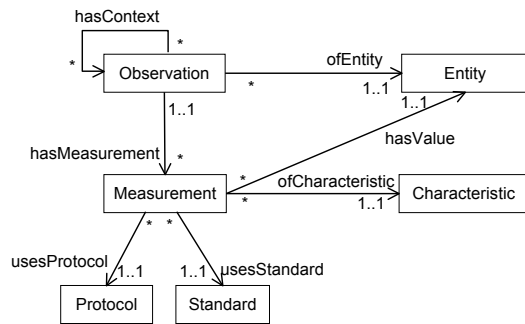 hasContext
*
*
Observation
ofEntity
*
1..1
Entity
1..1
1..1
hasMeasurement
*
hasValue
*
Measurement
ofCharacteristic
*
1..1
Characteristic
*
*
usesProtocol
1..1
1..1
usesStandard
Protocol
Standard